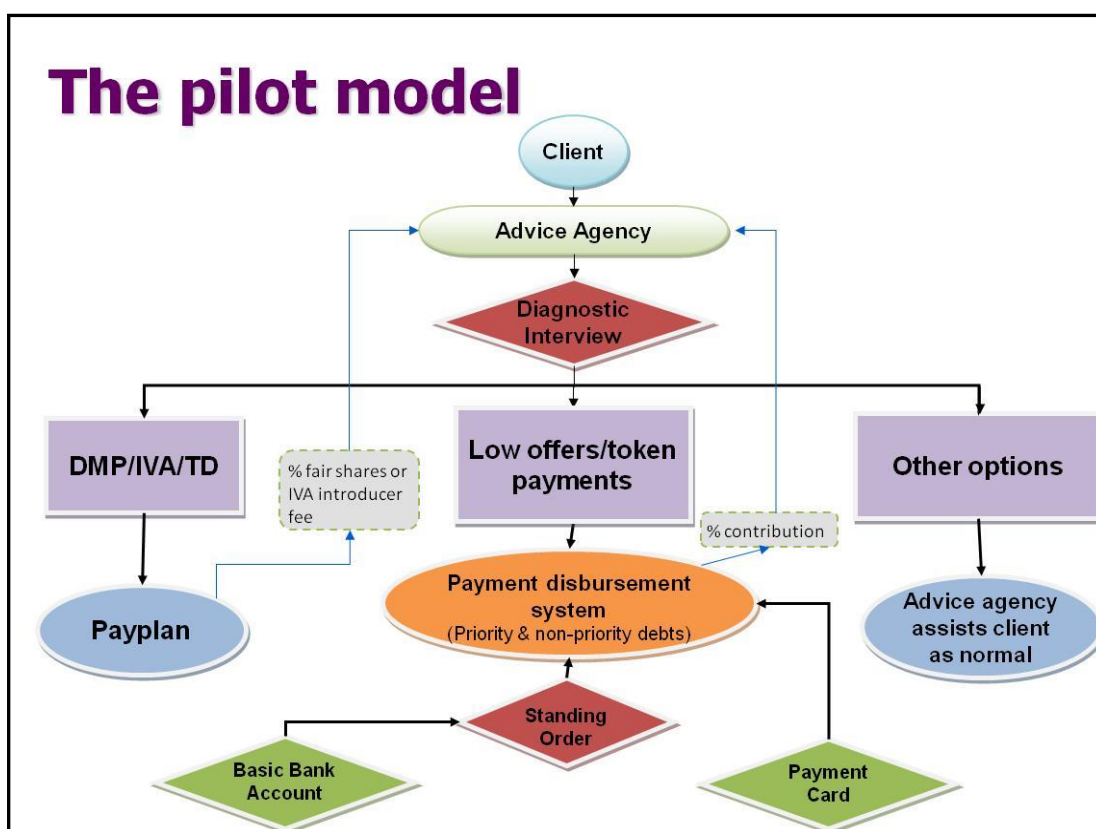 The pilot model
Client
Advice Agency
Diagnostic
Interview
DMP/IVA/TD
% fair shares or
IVA introducer
fee
Low offers/token
payments
% contribution
Other options
Payplan
Payment disbursement
system
(Priority & non-priority debts)
Advice agency
assists client
as normal
Standing
Order
Basic Bank
Account
Payment
Card